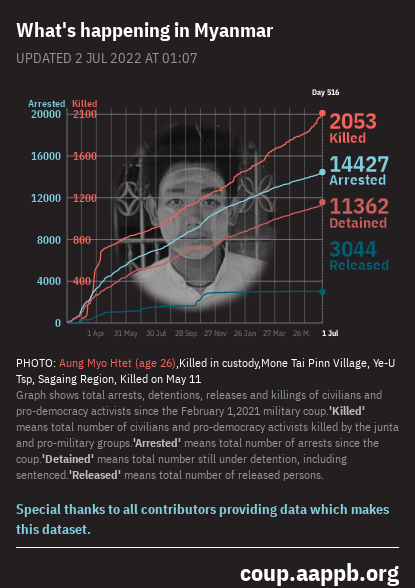 What's happening in Myanmar
UPDATED 2 JUL 2022 AT 01:07
Day 516
Arrested Killed
20000 2100
16000 1600
12000 1200
8000 800
4000 400
0
2053
Killed
14427
Arrested
11362
Detained
3044
Released
1 Apr 31 May 30 Jul 28 Sep 27 Nov 26 Jan 27 Mar 26 M 1 Jul
PHOTO: Aung Myo Htet (age 26),Killed in custody,Mone Tai Pinn Village, Ye-U
Tsp, Sagaing Region, Killed on May 11
Graph shows total arrests, detentions, releases and killings of civilians and
pro-democracy activists since the February 1,2021 military coup.'Killed'
means total number of civilians and pro-democracy activists killed by the junta
and pro-military groups.'Arrested' means total number of arrests since the
coup.'Detained' means total number still under detention, including
sentenced.'Released' means total number of released persons.
Special thanks to all contributors providing data which makes
this dataset.
coup.aappb.org